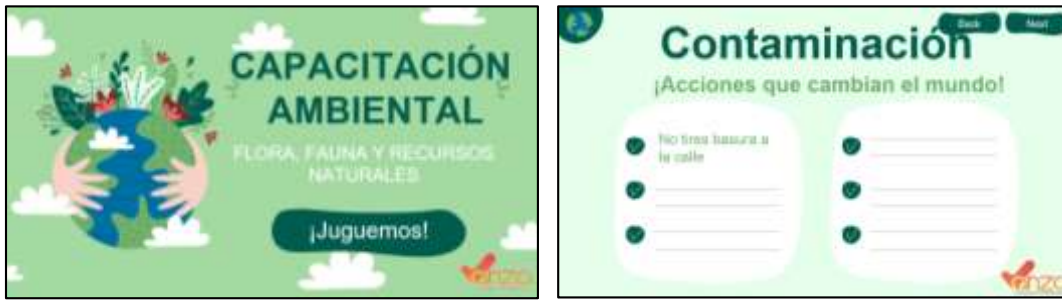 CAPACITACIÓN
AMBIENTAL
FLORA, FAUNA Y RECURSOS
NATURALES
¡Juguemos!
Back
Next
Contaminación
¡Acciones que cambian el mundo!
No tires basura a
la calle